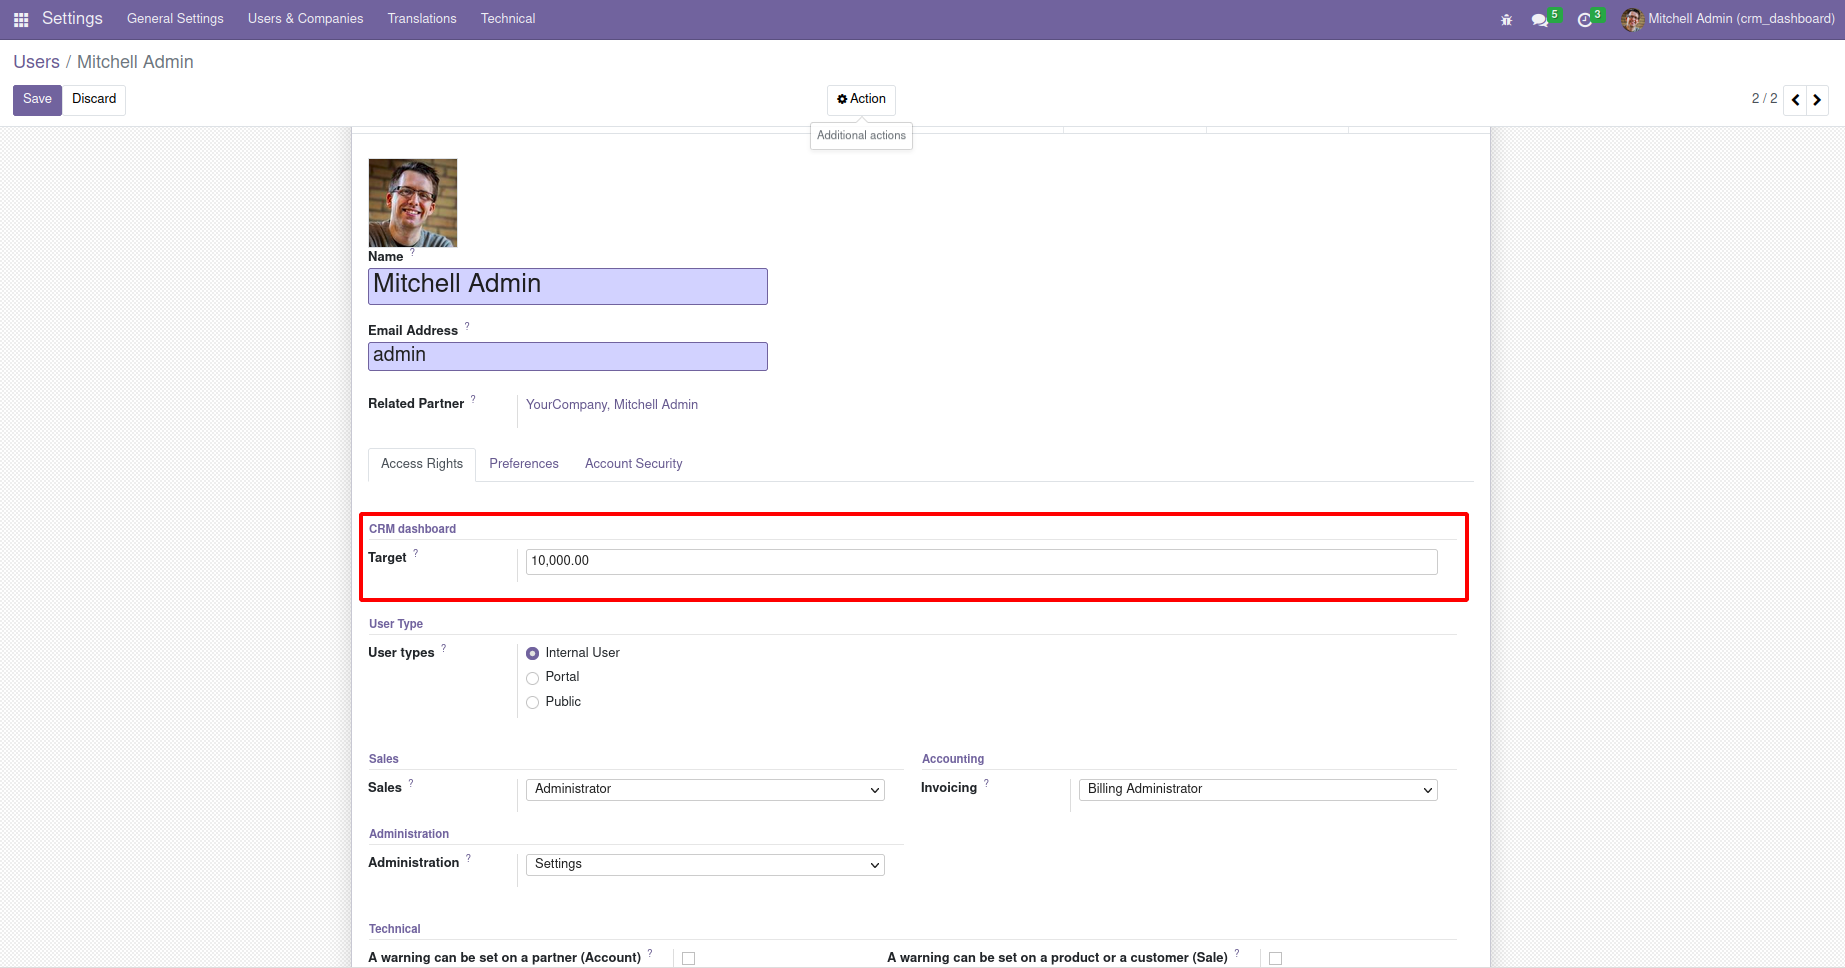 Settings General Settings Users & Companies Translations Technical 5 3 Mitchell Admin (crm_dashboard)
Users / Mitchell Admin
Save Discard Action 2 / 2
Additional actions
Name ?
Mitchell Admin
Email Address ?
admin
Related Partner ? YourCompany, Mitchell Admin
Access Rights Preferences Account Security
CRM dashboard
Target ? 10,000.00
User Type
User types ? Internal User
Portal
Public
Sales Accounting
Sales ? Administrator Invoicing ? Billing Administrator
Administration
Administration ? Settings
Technical
A warning can be set on a partner (Account) ? A warning can be set on a product or a customer (Sale) ?